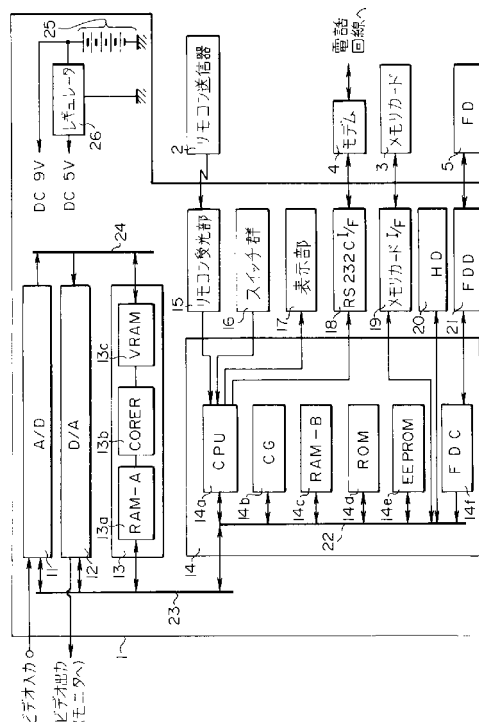 ビデオ入力
ビデオ出力
(モニタへ)
1
11
A/D
12
D/A
13
13a
RAM-A
13b
CORER
13c
VRAM
23
24
DC 9V
DC 5V
25
レギュレータ
26
14
14a
CPU
14b
CG
14c
RAM-B
14d
ROM
14e
EEPROM
14f
FDC
22
15
リモコン受光部
16
スイッチ群
17
表示部
18
RS232C I/F
19
メモリカード I/F
20
HD
21
FDD
2
リモコン送信器
4
モデム
電話
回線へ
3
メモリカード
5
FD